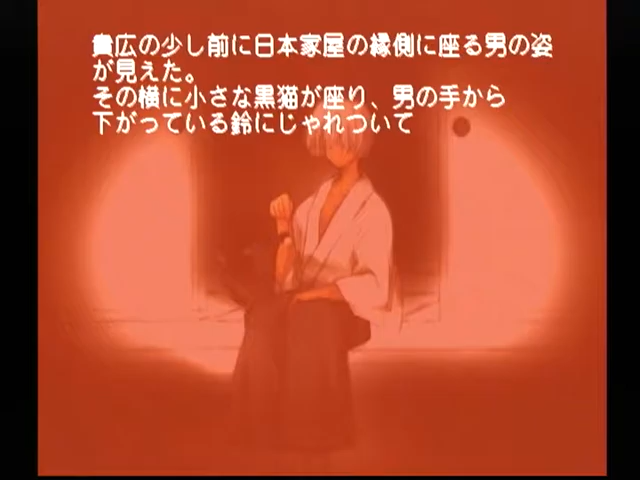 貴広の少し前に日本家屋の縁側に座る男の姿
が見えた。
その横に小さな黒猫が座り、男の手から
下がっている鈴にじゃれついて